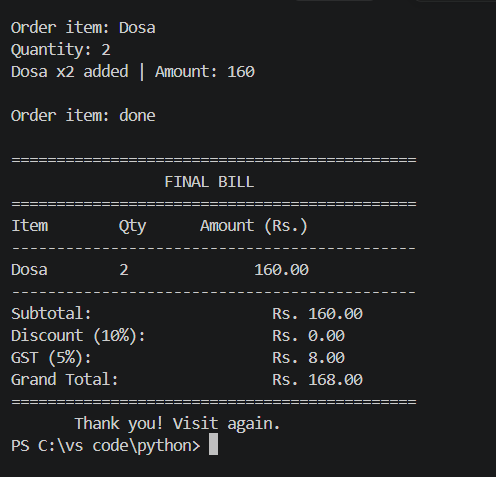 Order item: Dosa
Quantity: 2
Dosa x2 added | Amount: 160
Order item: done
=============================================
FINAL BILL
=============================================
Item        Qty      Amount (Rs.)
---------------------------------------------
Dosa        2              160.00
---------------------------------------------
Subtotal:                    Rs. 160.00
Discount (10%):              Rs. 0.00
GST (5%):                    Rs. 8.00
Grand Total:                 Rs. 168.00
=============================================
Thank you! Visit again.
PS C:\vs code\python>